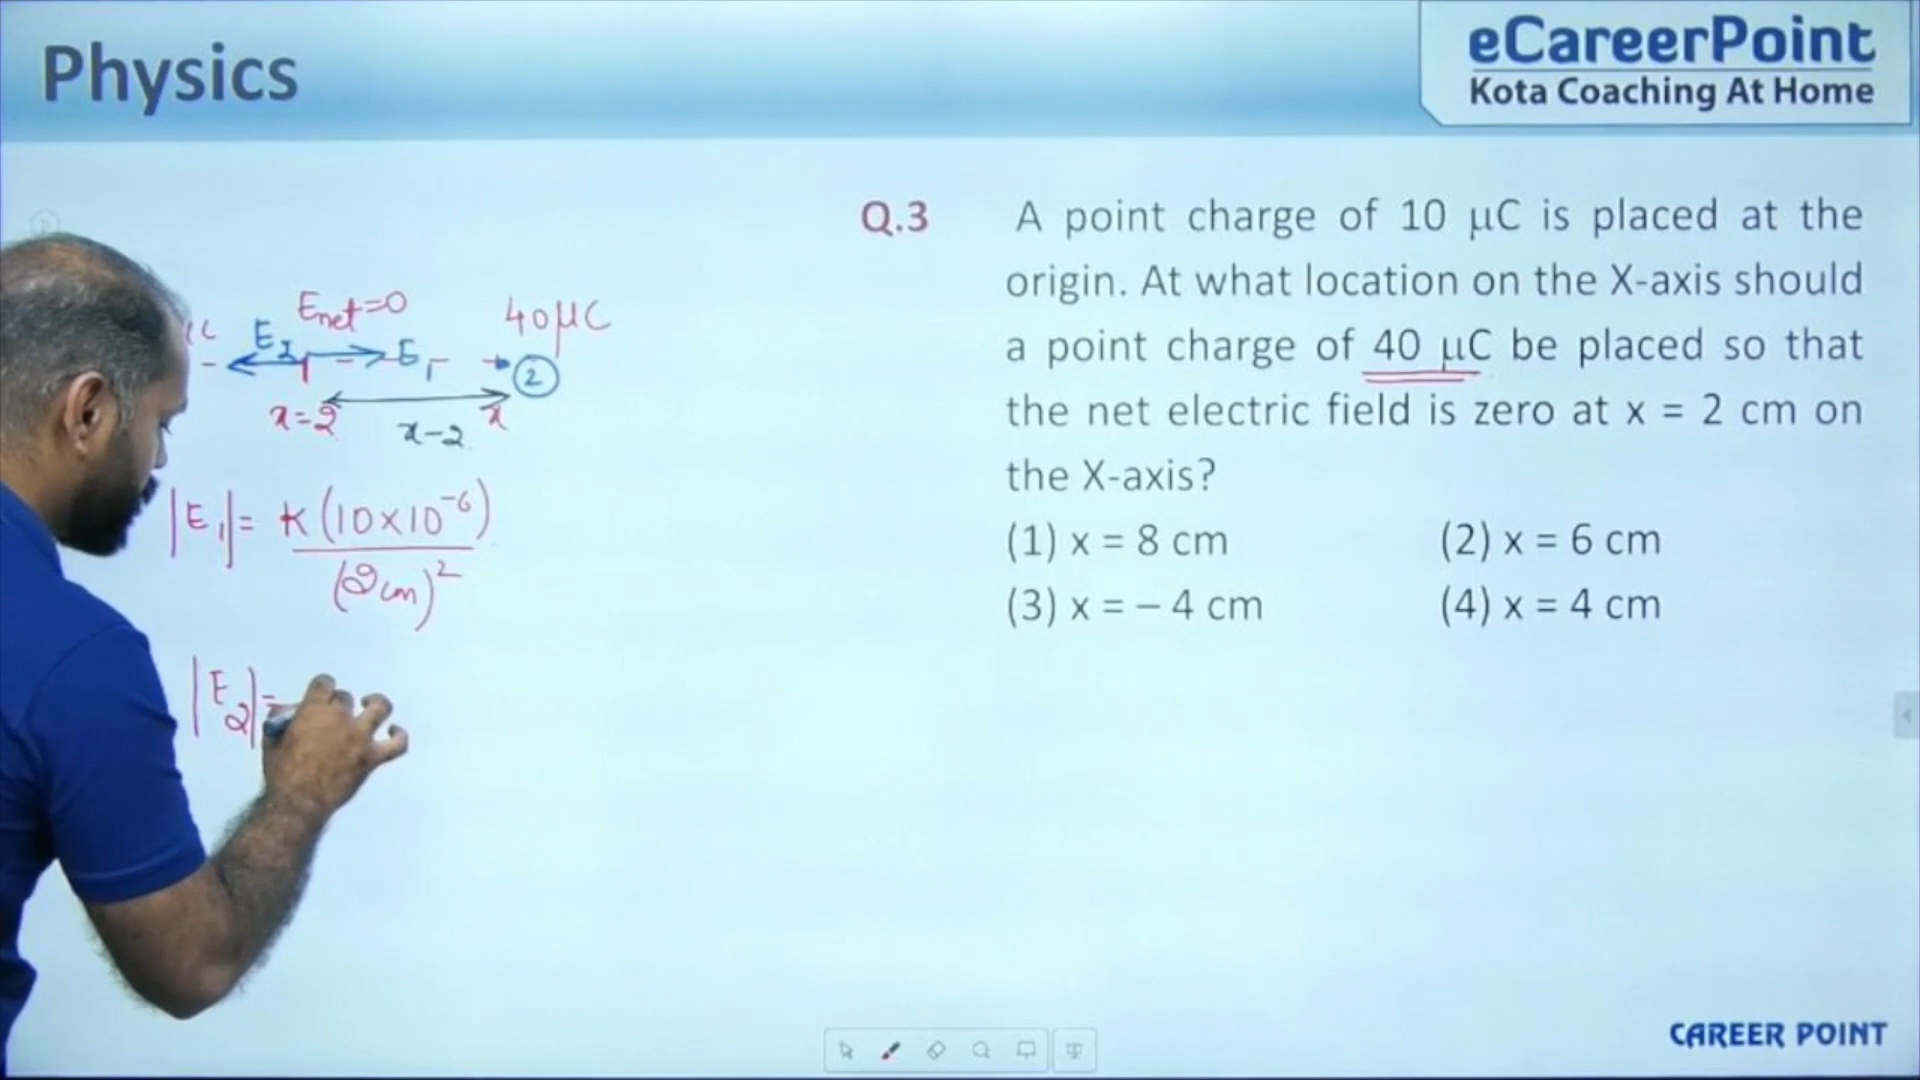 Physics
eCareerPoint
Kota Coaching At Home
Q.3 A point charge of 10 μC is placed at the
origin. At what location on the X-axis should
a point charge of 40 μC be placed so that
the net electric field is zero at x = 2 cm on
the X-axis?
(1) x = 8 cm (2) x = 6 cm
(3) x = – 4 cm (4) x = 4 cm
Enet=0 40μC
E2 E1 2
x=2 x-2 x
|E1|= K(10×10^-6)
(2cm)^2
|E2|=
CAREER POINT